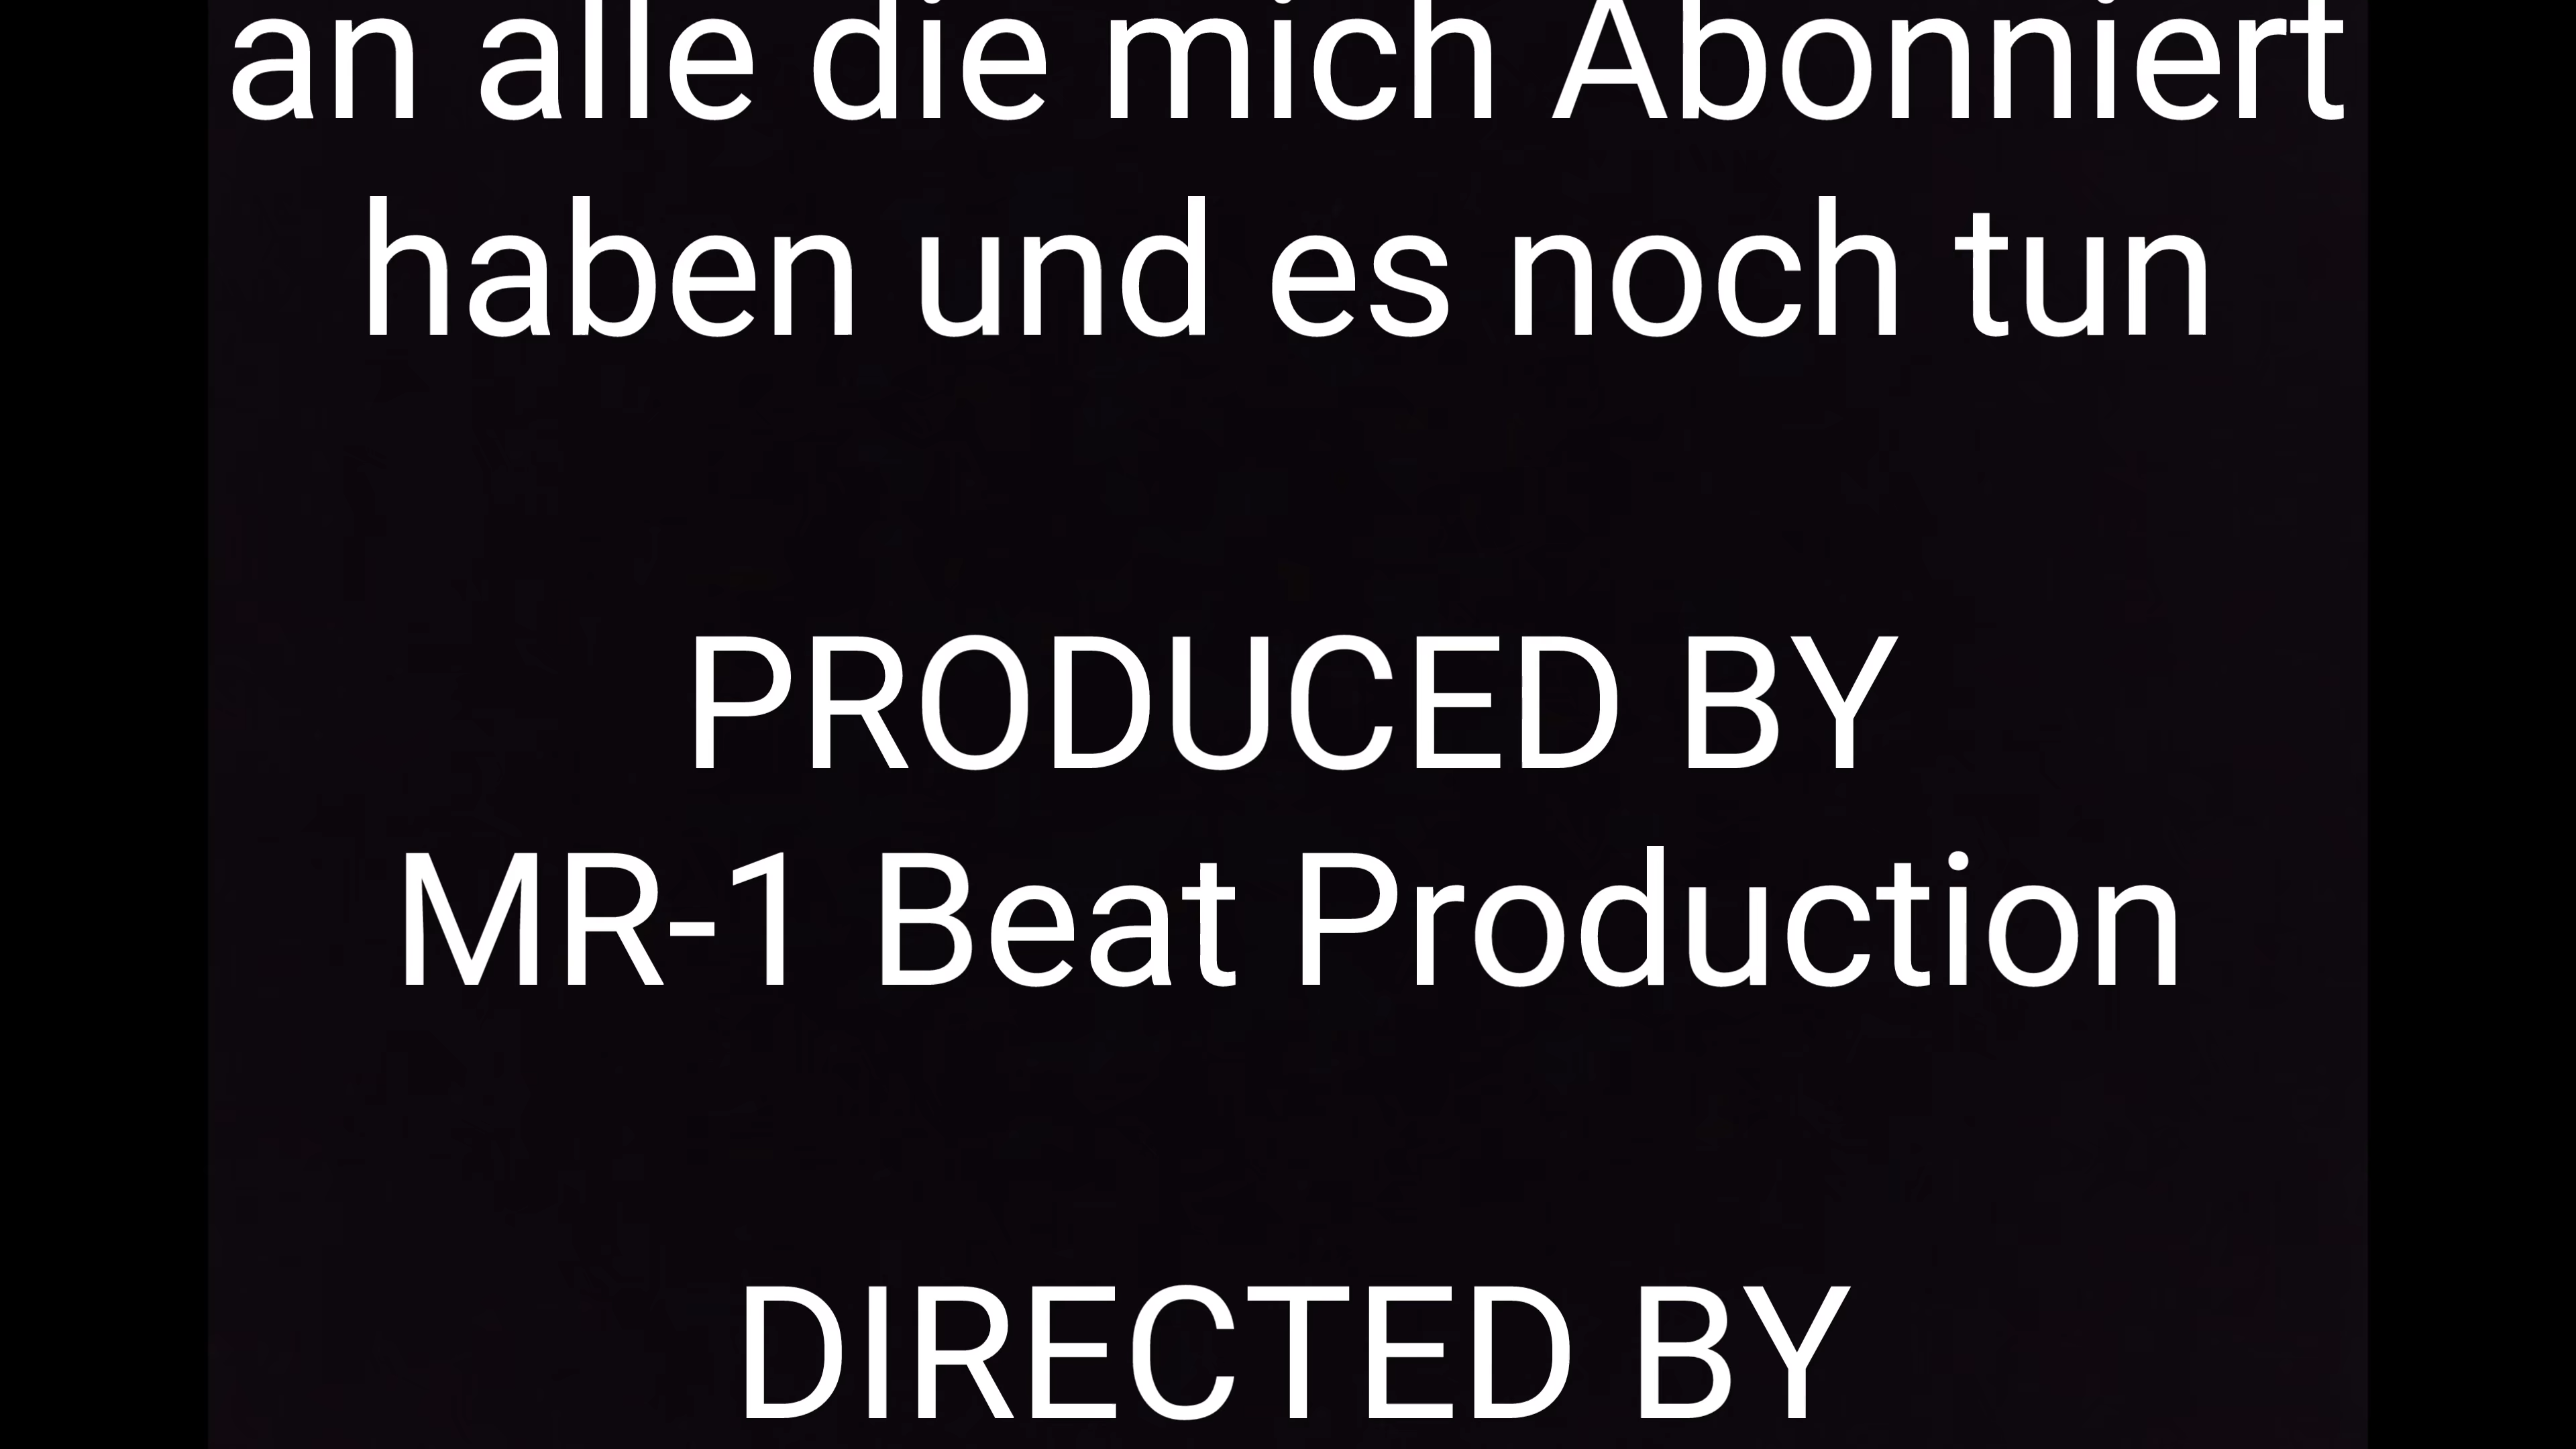 an alle die mich Abonniert
haben und es noch tun
PRODUCED BY
MR-1 Beat Production
DIRECTED BY